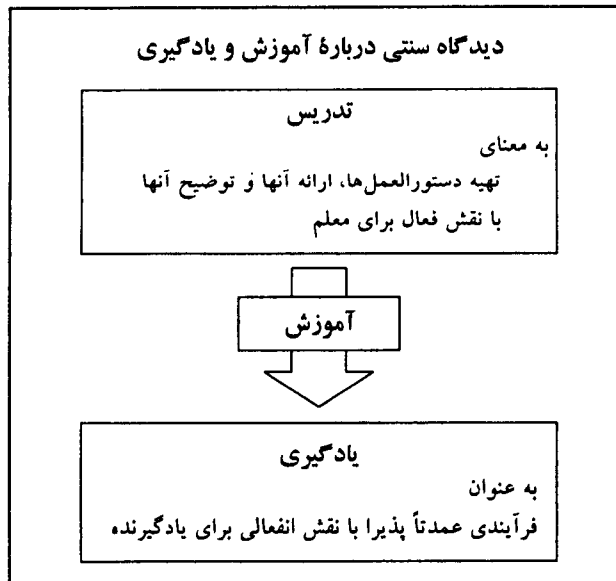 دیدگاه سنتی دربارهٔ آموزش و یادگیری
تدریس
به معنای
تهیه دستورالعمل‌ها، ارائه آنها و توضیح آنها
با نقش فعال برای معلم
آموزش
یادگیری
به عنوان
فرآیندی عمدتاً پذیرا با نقش انفعالی برای یادگیرنده